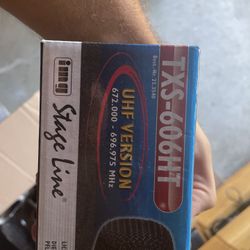 img
Stage Line®
UHF VERSION
672.000 - 696.975 MHz
TXS-606HT